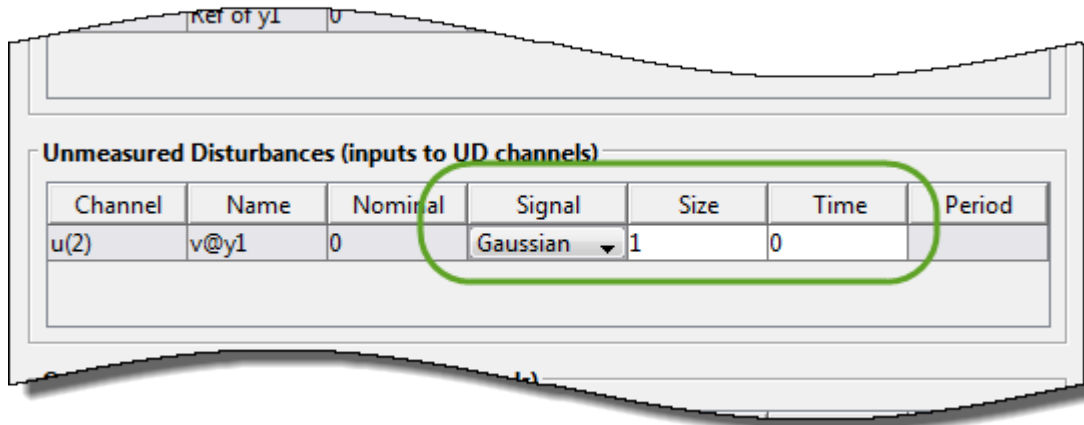 Ref of y1 0
Unmeasured Disturbances (inputs to UD channels)
Channel Name Nominal Signal Size Time Period
u(2) v@y1 0 Gaussian 1 0